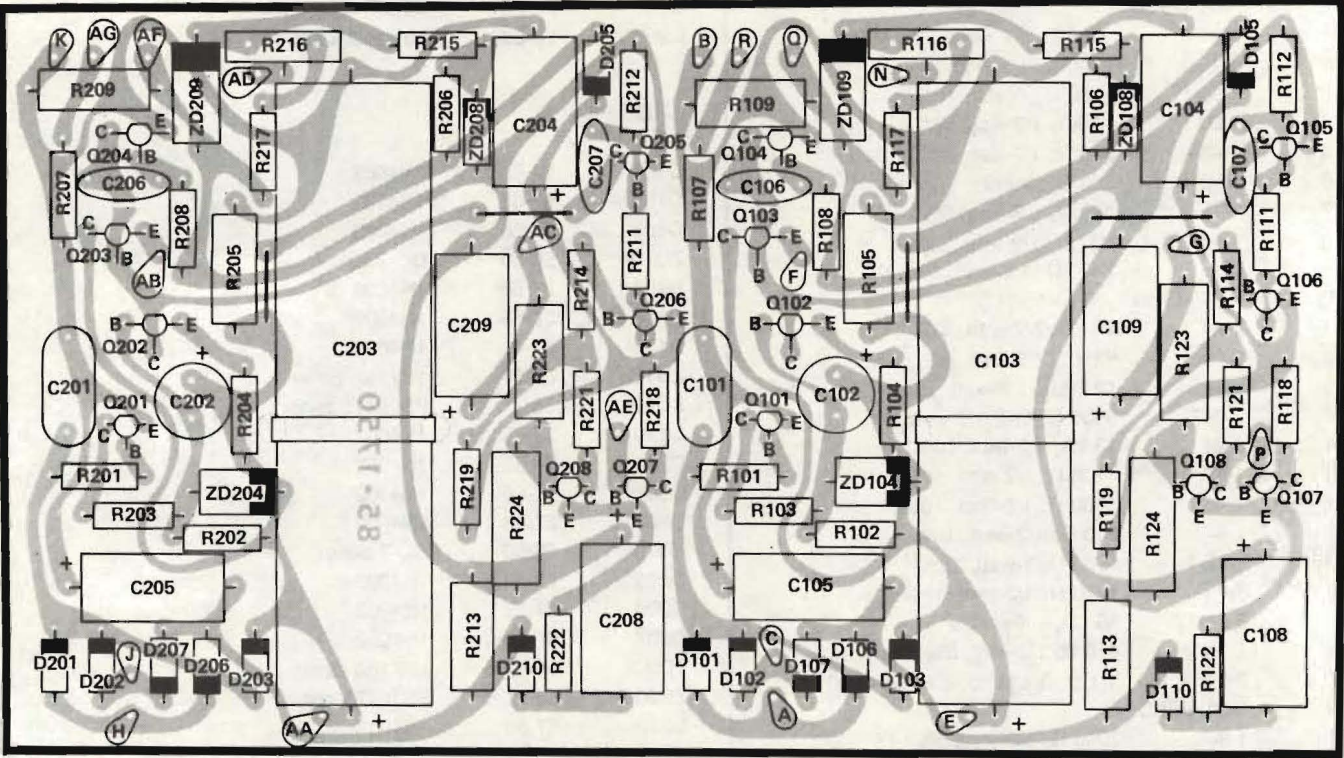 K AG AF R216 R215 D205 B R Q R116 R115 D105
R209 ZD209 AD R206 ZD208 C204 R212 R109 ZD109 N R106 ZD108 C104 R112
C E Q204 B R217 C207 C Q205 E B C E Q104 B R117 C107 C Q105 E B
R207 C206 R208 + R107 C106 R108 + R111
C E Q203 B AB R205 AC R211 Q103 C E B F R105 G
R214 R114 B Q106 E C
B E Q202 C + C203 C209 Q206 B E C Q102 B E C + C103 C109
C201 C202 R204 R223 R221 AE R218 C101 C102 R104 R123 R121 R118
Q201 C E B + Q101 C E B + P
R201 ZD204 R219 R224 Q208 B C E Q207 B C E R101 ZD104 R119 R124 Q108 B C E B C Q107 E
R203 85-1750 + R103 +
R202 R102
+ C205 C208 + C105 C108
R213 R222 R113 R122
D201 D202 J D207 D206 D203 D210 D101 D102 C D107 D106 D103 D110
H AA + A E +